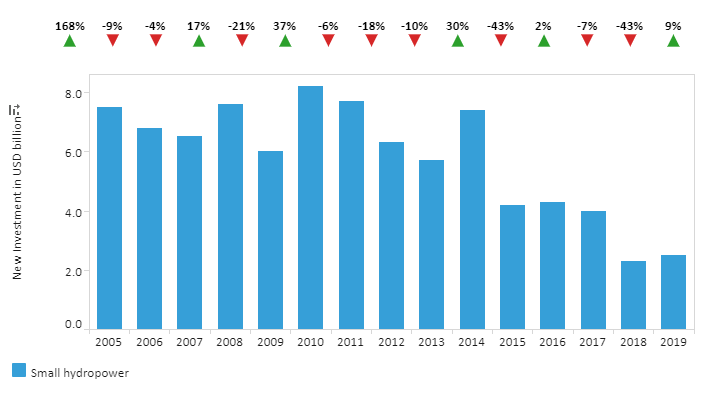 168% -9% -4% 17% -21% 37% -6% -18% -10% 30% -43% 2% -7% -43% 9%
New Investment in USD billion
8.0
6.0
4.0
2.0
0.0
2005 2006 2007 2008 2009 2010 2011 2012 2013 2014 2015 2016 2017 2018 2019
Small hydropower